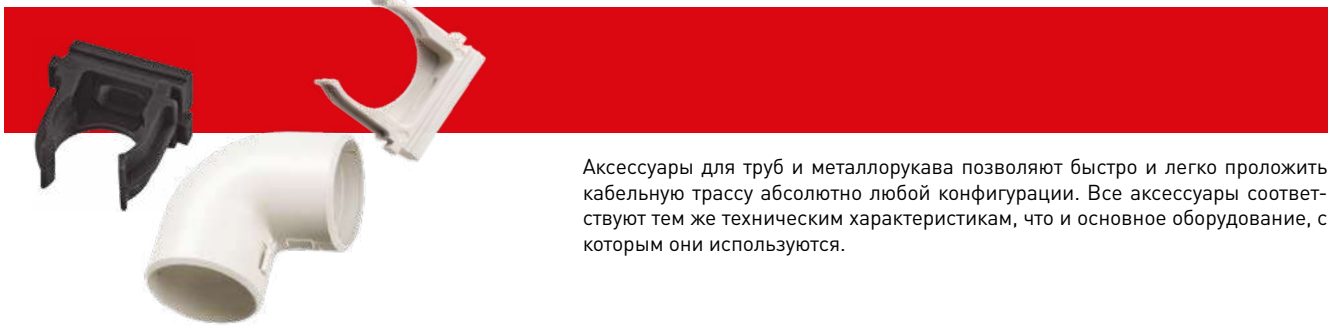 Аксессуары для труб и металлорукава позволяют быстро и легко проложить
кабельную трассу абсолютно любой конфигурации. Все аксессуары соответ-
ствуют тем же техническим характеристикам, что и основное оборудование, с
которым они используются.